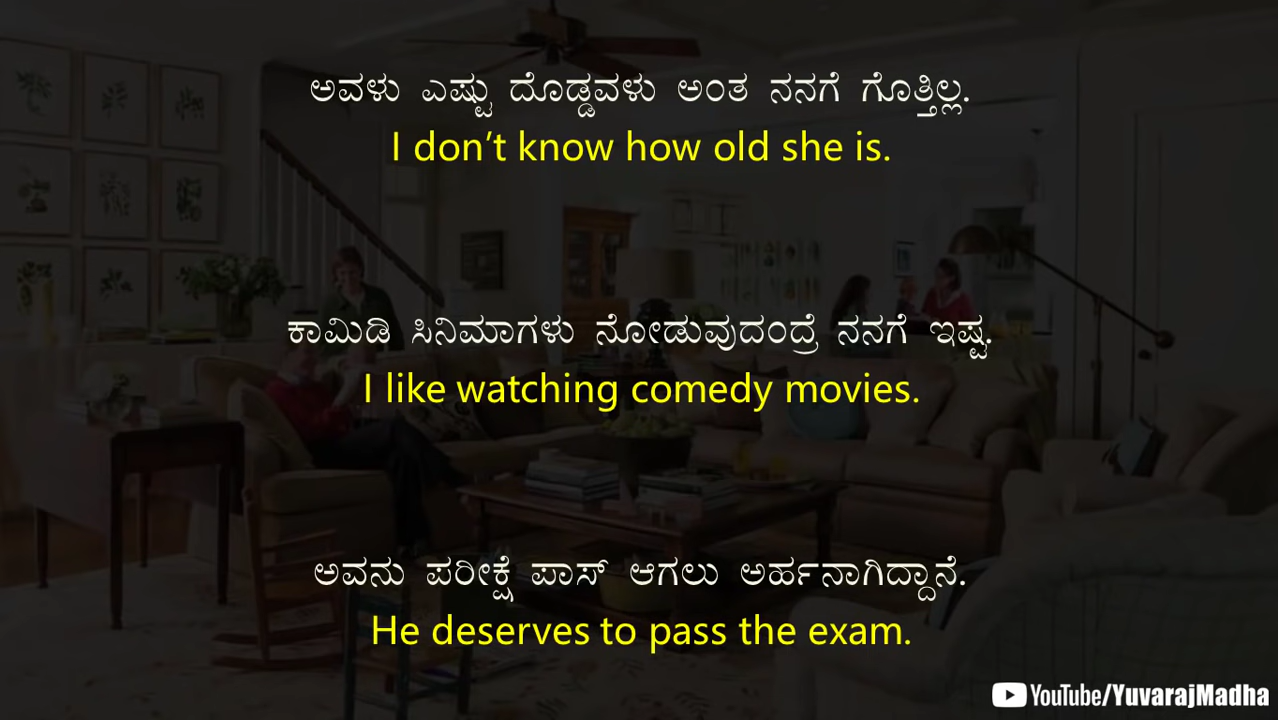 ಅವಳು ಎಷ್ಟು ದೊಡ್ಡವಳು ಅಂತ ನನಗೆ ಗೊತ್ತಿಲ್ಲ.
I don’t know how old she is.
ಕಾಮಿಡಿ ಸಿನಿಮಾಗಳು ನೋಡುವುದಂದ್ರೆ ನನಗೆ ಇಷ್ಟ.
I like watching comedy movies.
ಅವನು ಪರೀಕ್ಷೆ ಪಾಸ್ ಆಗಲು ಅರ್ಹನಾಗಿದ್ದಾನೆ.
He deserves to pass the exam.
YouTube/YuvarajMadha